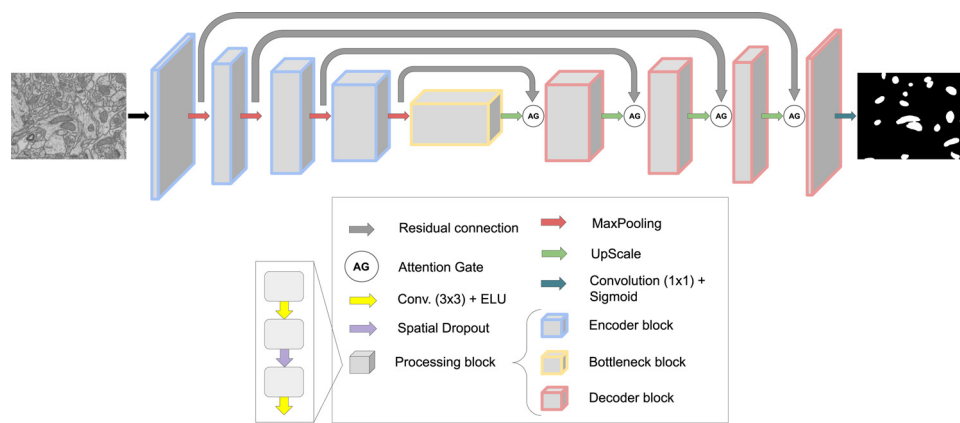 AG
AG
AG
AG
Residual connection
MaxPooling
AG
Attention Gate
UpScale
Conv. (3x3) + ELU
Convolution (1x1) +
Sigmoid
Spatial Dropout
Encoder block
Processing block
Bottleneck block
Decoder block